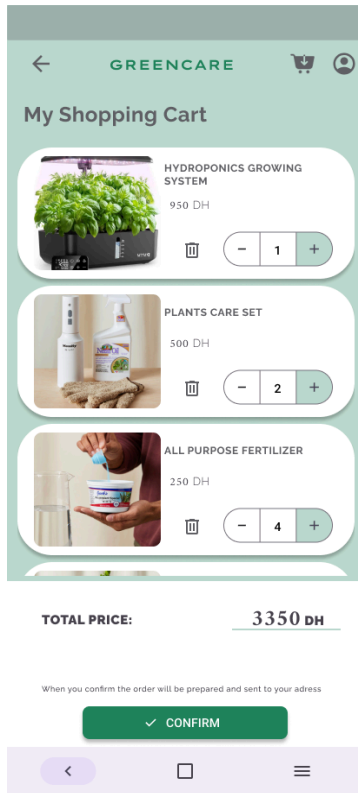 GREENCARE
My Shopping Cart
HYDROPONICS GROWING
SYSTEM
950 DH
− 1 +
PLANTS CARE SET
500 DH
− 2 +
ALL PURPOSE FERTILIZER
250 DH
− 4 +
TOTAL PRICE: 3350 DH
When you confirm the order will be prepared and sent to your adress
CONFIRM